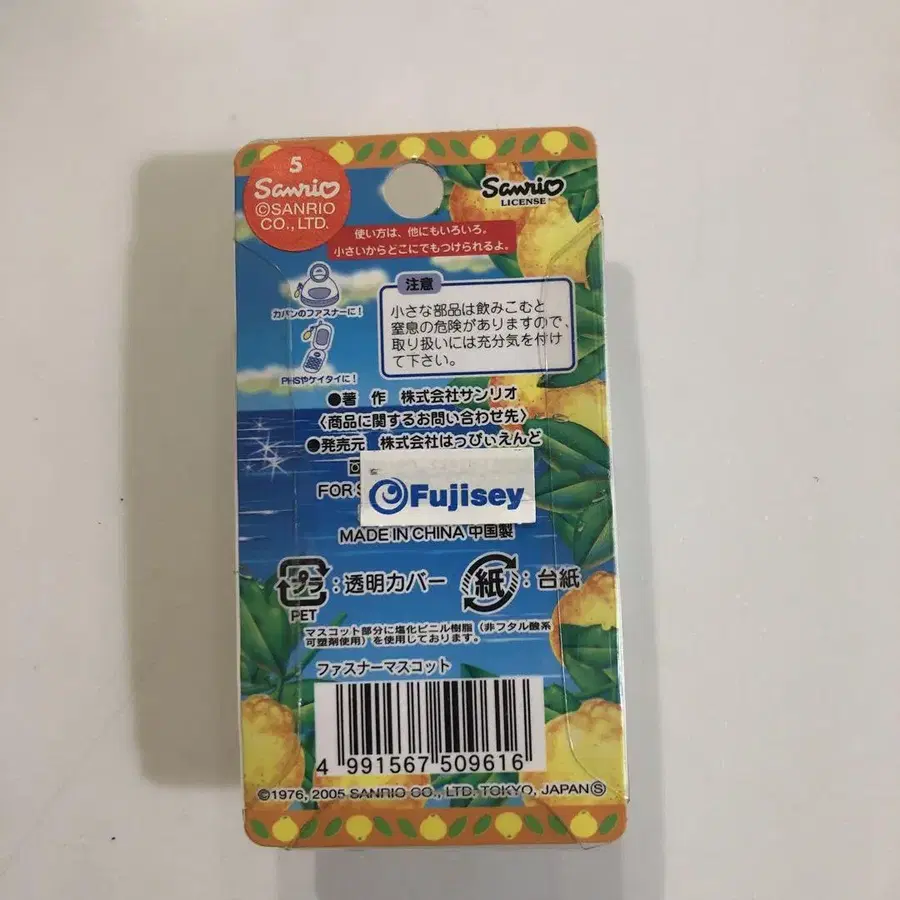 5
Sanrio
©SANRIO
CO., LTD.
Sanrio
LICENSE
使い方は、他にもいろいろ。
小さいからどこにでもつけられるよ。
カバンのファスナーに!
PHSやケイタイに!
注意
小さな部品は飲みこむと
窒息の危険がありますので、
取り扱いには充分気を付け
て下さい。
●著 作 株式会社サンリオ
〈商品に関するお問い合わせ先〉
●発売元 株式会社はっぴぃえんど
FOR
Fujisey
MADE IN CHINA 中国製
プラ
PET
:透明カバー
紙
:台紙
マスコット部分に塩化ビニル樹脂(非フタル酸系
可塑剤使用)を使用しております。
ファスナーマスコット
4 991567 509616
©1976, 2005 SANRIO CO., LTD. TOKYO, JAPAN Ⓢ